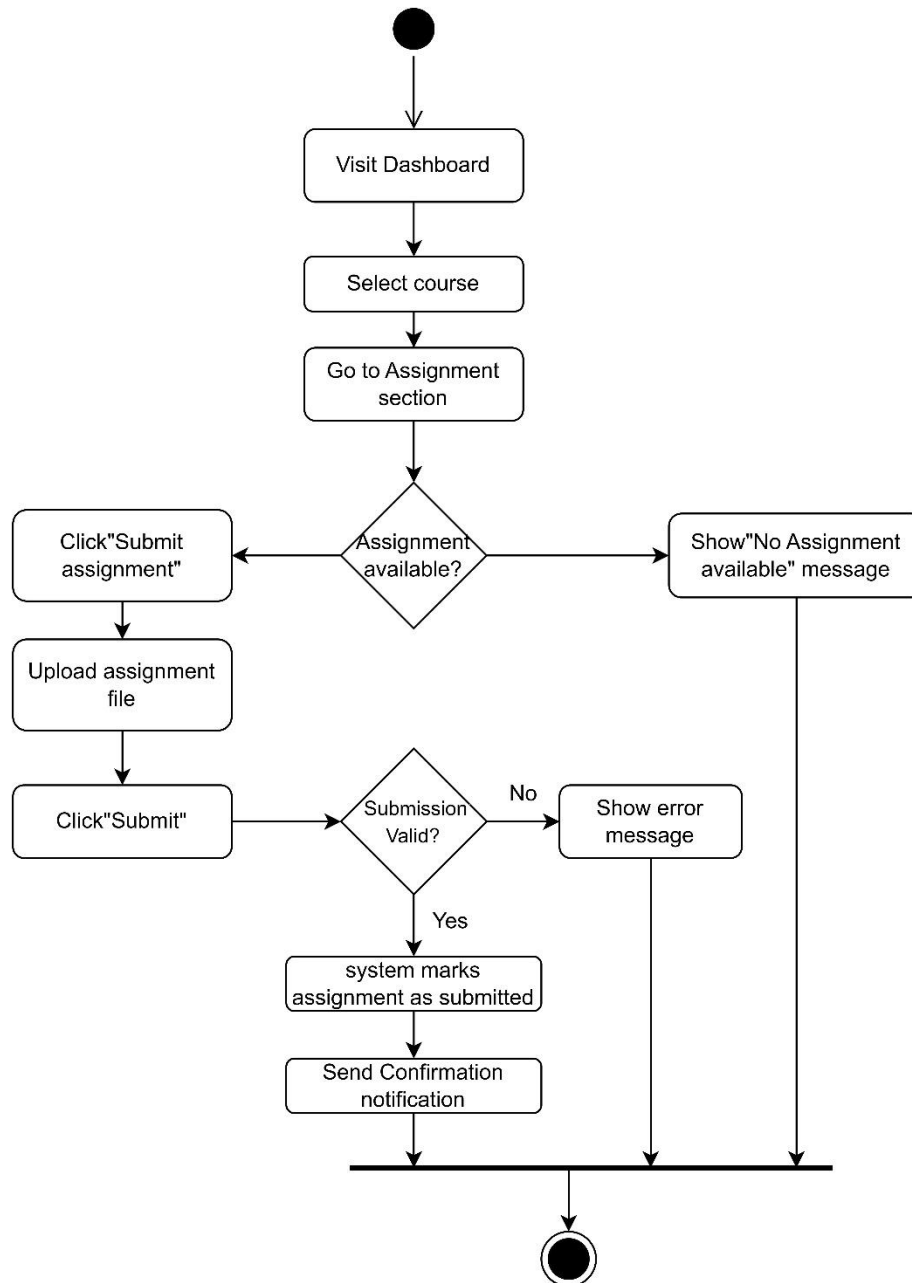 Visit Dashboard
Select course
Go to Assignment
section
Assignment
available?
Click"Submit
assignment"
Show"No Assignment
available" message
Upload assignment
file
Click"Submit"
Submission
Valid?
No
Show error
message
Yes
system marks
assignment as submitted
Send Confirmation
notification